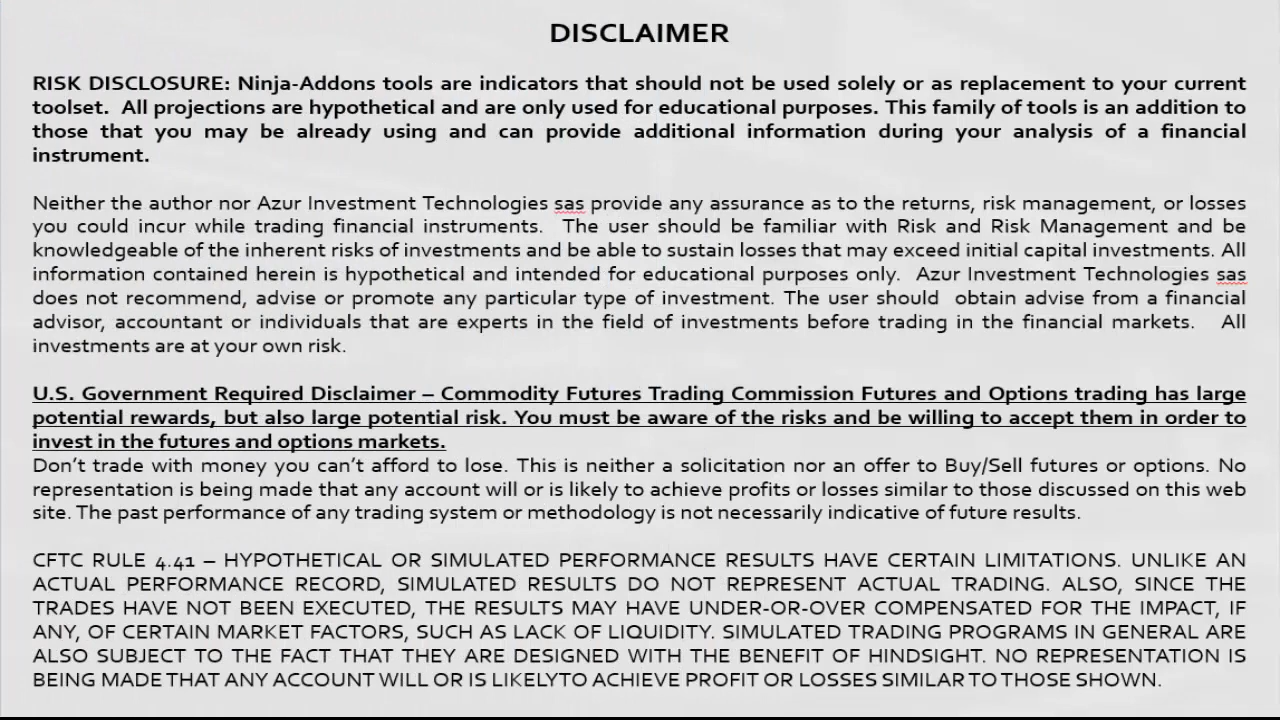 DISCLAIMER
RISK DISCLOSURE: Ninja-Addons tools are indicators that should not be used solely or as replacement to your current
toolset. All projections are hypothetical and are only used for educational purposes. This family of tools is an addition to
those that you may be already using and can provide additional information during your analysis of a financial
instrument.
Neither the author nor Azur Investment Technologies sas provide any assurance as to the returns, risk management, or losses
you could incur while trading financial instruments. The user should be familiar with Risk and Risk Management and be
knowledgeable of the inherent risks of investments and be able to sustain losses that may exceed initial capital investments. All
information contained herein is hypothetical and intended for educational purposes only. Azur Investment Technologies sas
does not recommend, advise or promote any particular type of investment. The user should obtain advise from a financial
advisor, accountant or individuals that are experts in the field of investments before trading in the financial markets. All
investments are at your own risk.
U.S. Government Required Disclaimer – Commodity Futures Trading Commission Futures and Options trading has large
potential rewards, but also large potential risk. You must be aware of the risks and be willing to accept them in order to
invest in the futures and options markets.
Don't trade with money you can't afford to lose. This is neither a solicitation nor an offer to Buy/Sell futures or options. No
representation is being made that any account will or is likely to achieve profits or losses similar to those discussed on this web
site. The past performance of any trading system or methodology is not necessarily indicative of future results.
CFTC RULE 4.41 – HYPOTHETICAL OR SIMULATED PERFORMANCE RESULTS HAVE CERTAIN LIMITATIONS. UNLIKE AN
ACTUAL PERFORMANCE RECORD, SIMULATED RESULTS DO NOT REPRESENT ACTUAL TRADING. ALSO, SINCE THE
TRADES HAVE NOT BEEN EXECUTED, THE RESULTS MAY HAVE UNDER-OR-OVER COMPENSATED FOR THE IMPACT, IF
ANY, OF CERTAIN MARKET FACTORS, SUCH AS LACK OF LIQUIDITY. SIMULATED TRADING PROGRAMS IN GENERAL ARE
ALSO SUBJECT TO THE FACT THAT THEY ARE DESIGNED WITH THE BENEFIT OF HINDSIGHT. NO REPRESENTATION IS
BEING MADE THAT ANY ACCOUNT WILL OR IS LIKELY TO ACHIEVE PROFIT OR LOSSES SIMILAR TO THOSE SHOWN.